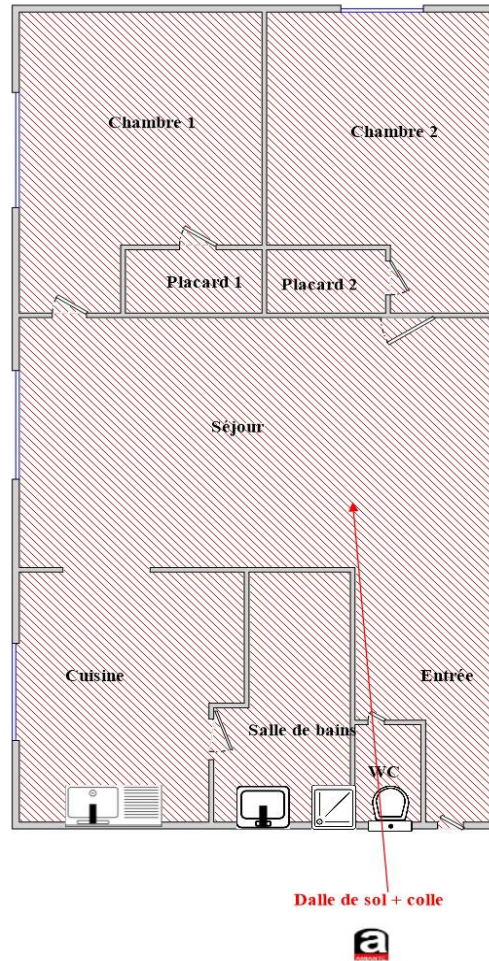 Chambre 1
Chambre 2
Placard 1
Placard 2
Séjour
Cuisine
Entrée
Salle de bains
WC
Dalle de sol + colle
a
AMIANTE